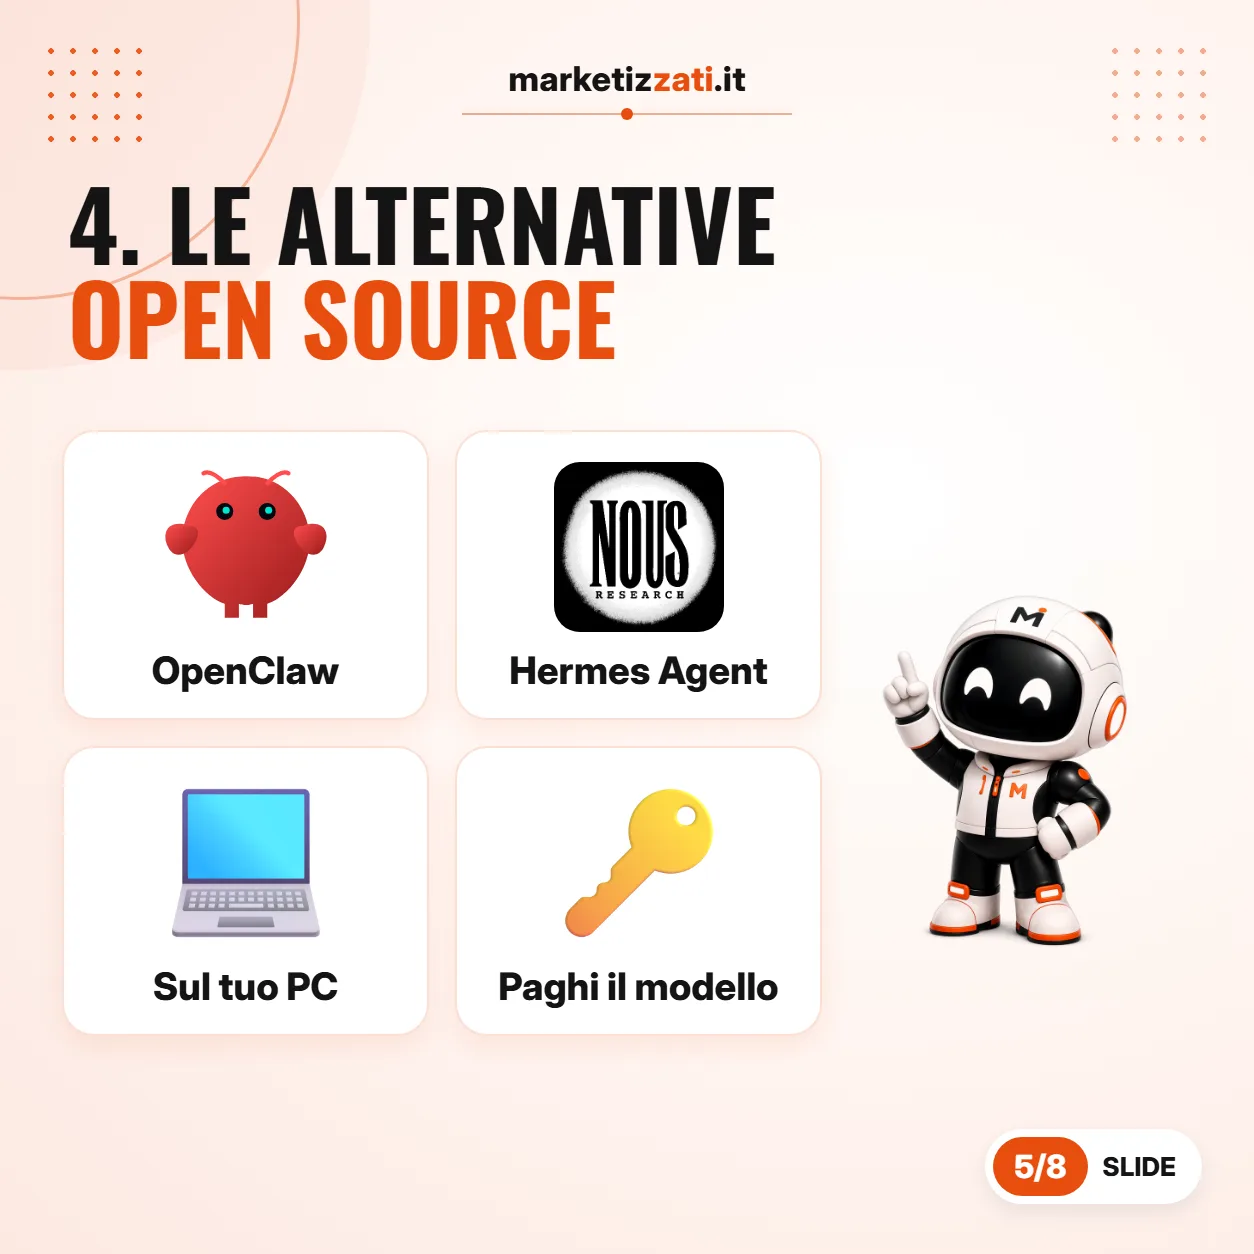 marketizzati.it
4. LE ALTERNATIVE
OPEN SOURCE
NOUS
RESEARCH
OpenClaw
Hermes Agent
M
M
Sul tuo PC
Paghi il modello
5/8 SLIDE